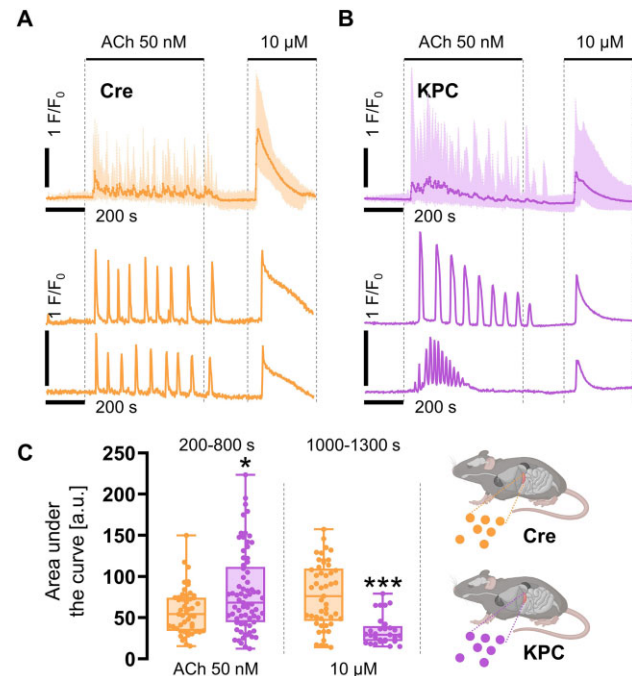 A
B
ACh 50 nM
10 µM
ACh 50 nM
10 µM
Cre
KPC
1 F/F₀
1 F/F₀
200 s
200 s
1 F/F₀
1 F/F₀
200 s
200 s
C
200-800 s
1000-1300 s
250
200
150
100
50
0
Area under
the curve [a.u.]
*
***
ACh 50 nM
10 µM
Cre
KPC